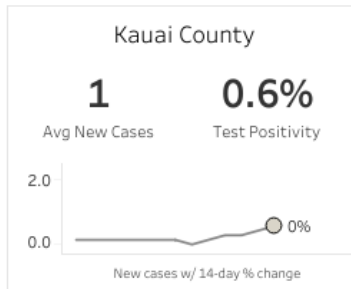 Kauai County
1 0.6%
Avg New Cases Test Positivity
2.0
0%
0.0
New cases w/ 14-day % change